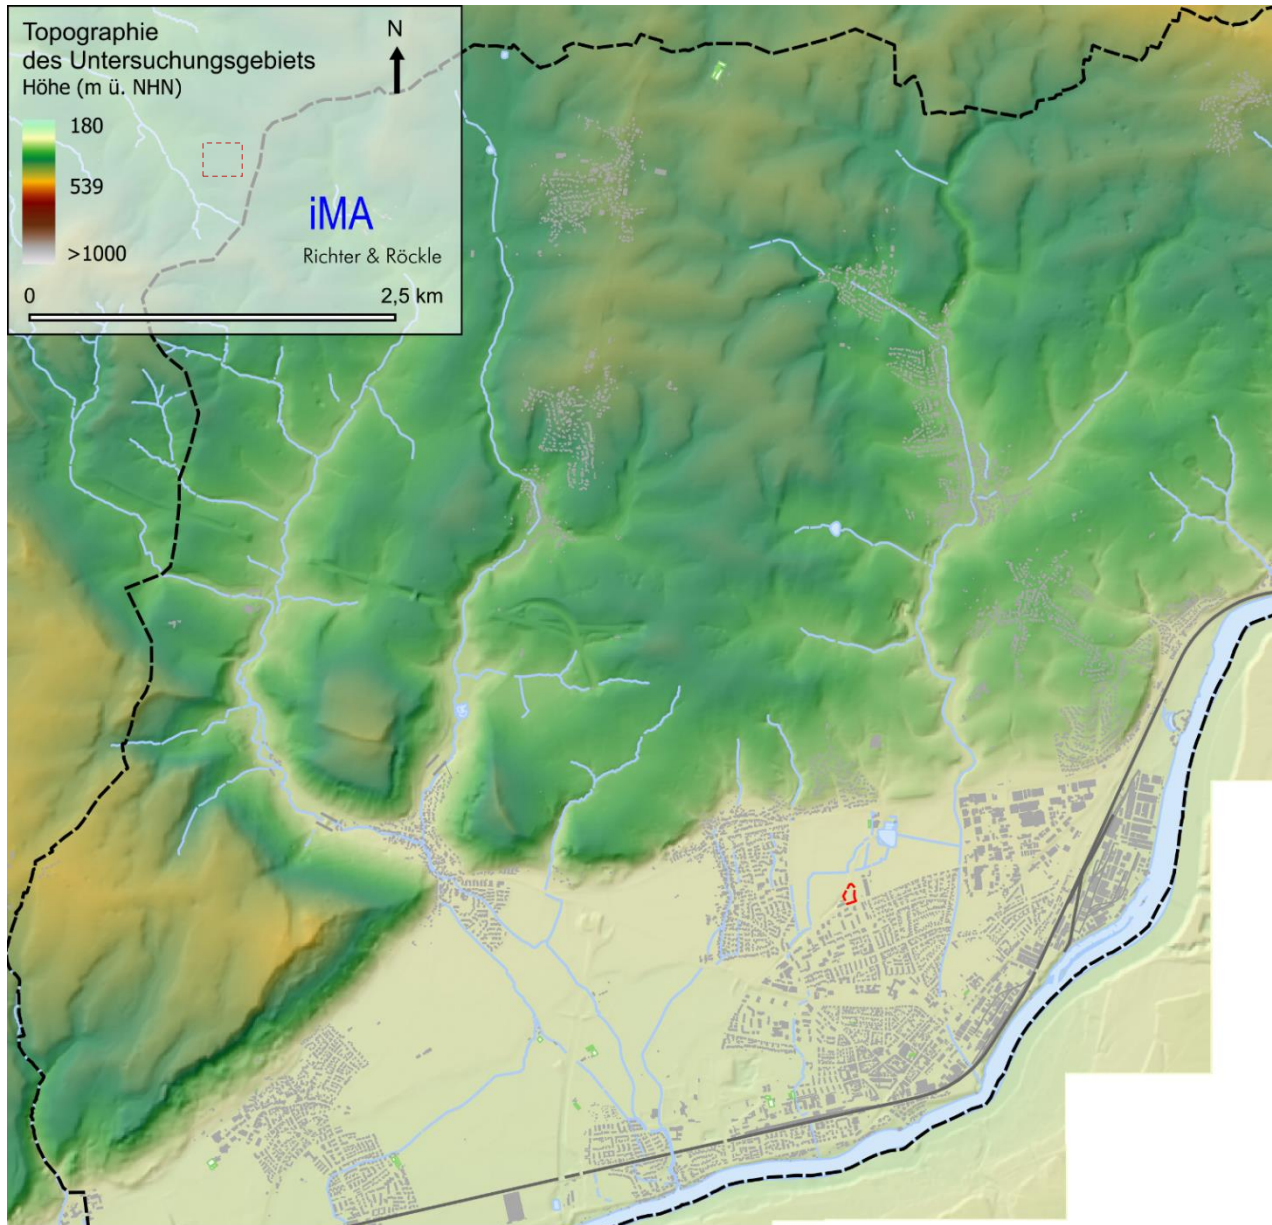 Topographie
des Untersuchungsgebiets
Höhe (m ü. NHN)
N
180
539
>1000
iMA
Richter & Röckle
0 2,5 km